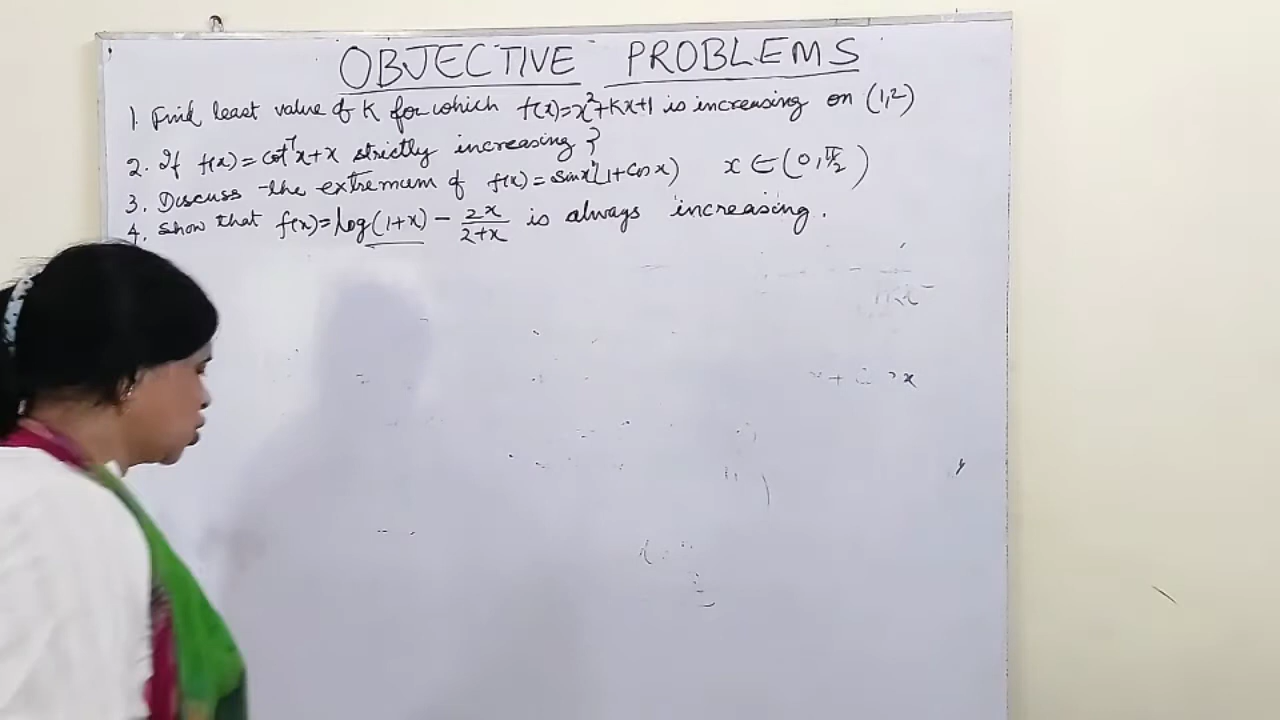 OBJECTIVE PROBLEMS
1. Find least value of K for which f(x)=x²+Kx+1 is increasing on (1,2)
2. If f(x) = cot⁻¹x+x strictly increasing?
3. Discuss the extremum of f(x) = sinx(1+cosx) x ∈ (0, π/2)
4. Show that f(x)=log(1+x) - 2x/2+x is always increasing.